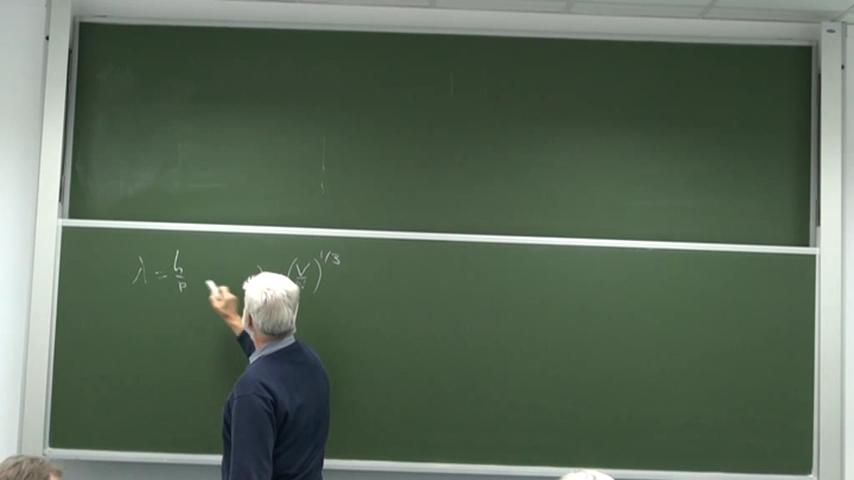 λ = h/p (V/)^1/3